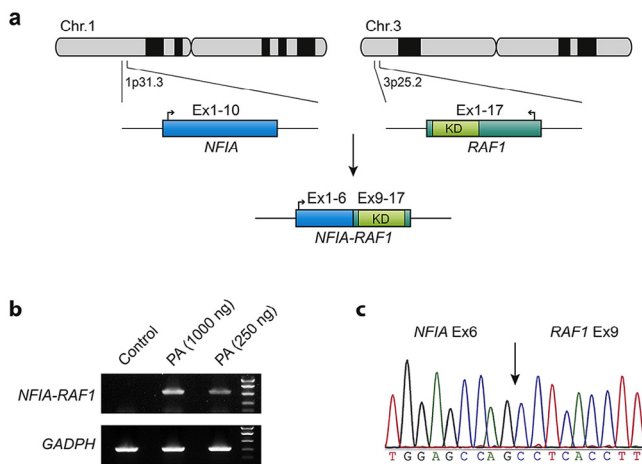 a
Chr.1
Chr.3
1p31.3
3p25.2
Ex1-10
Ex1-17
KD
NFIA
RAF1
Ex1-6 Ex9-17
KD
NFIA-RAF1
b
Control
PA (1000 ng)
PA (250 ng)
NFIA-RAF1
GADPH
c
NFIA Ex6
RAF1 Ex9
T G G A G C C A G C C T C A C C T T